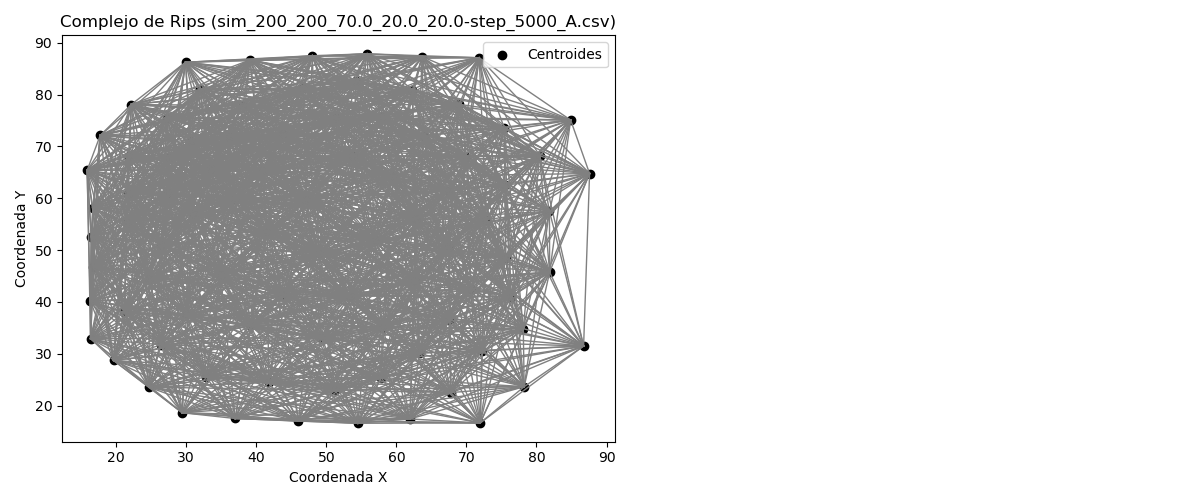 Complejo de Rips (sim_200_200_70.0_20.0_20.0-step_5000_A.csv)
Centroides
90
80
70
60
50
40
30
20
Coordenada Y
20 30 40 50 60 70 80 90
Coordenada X